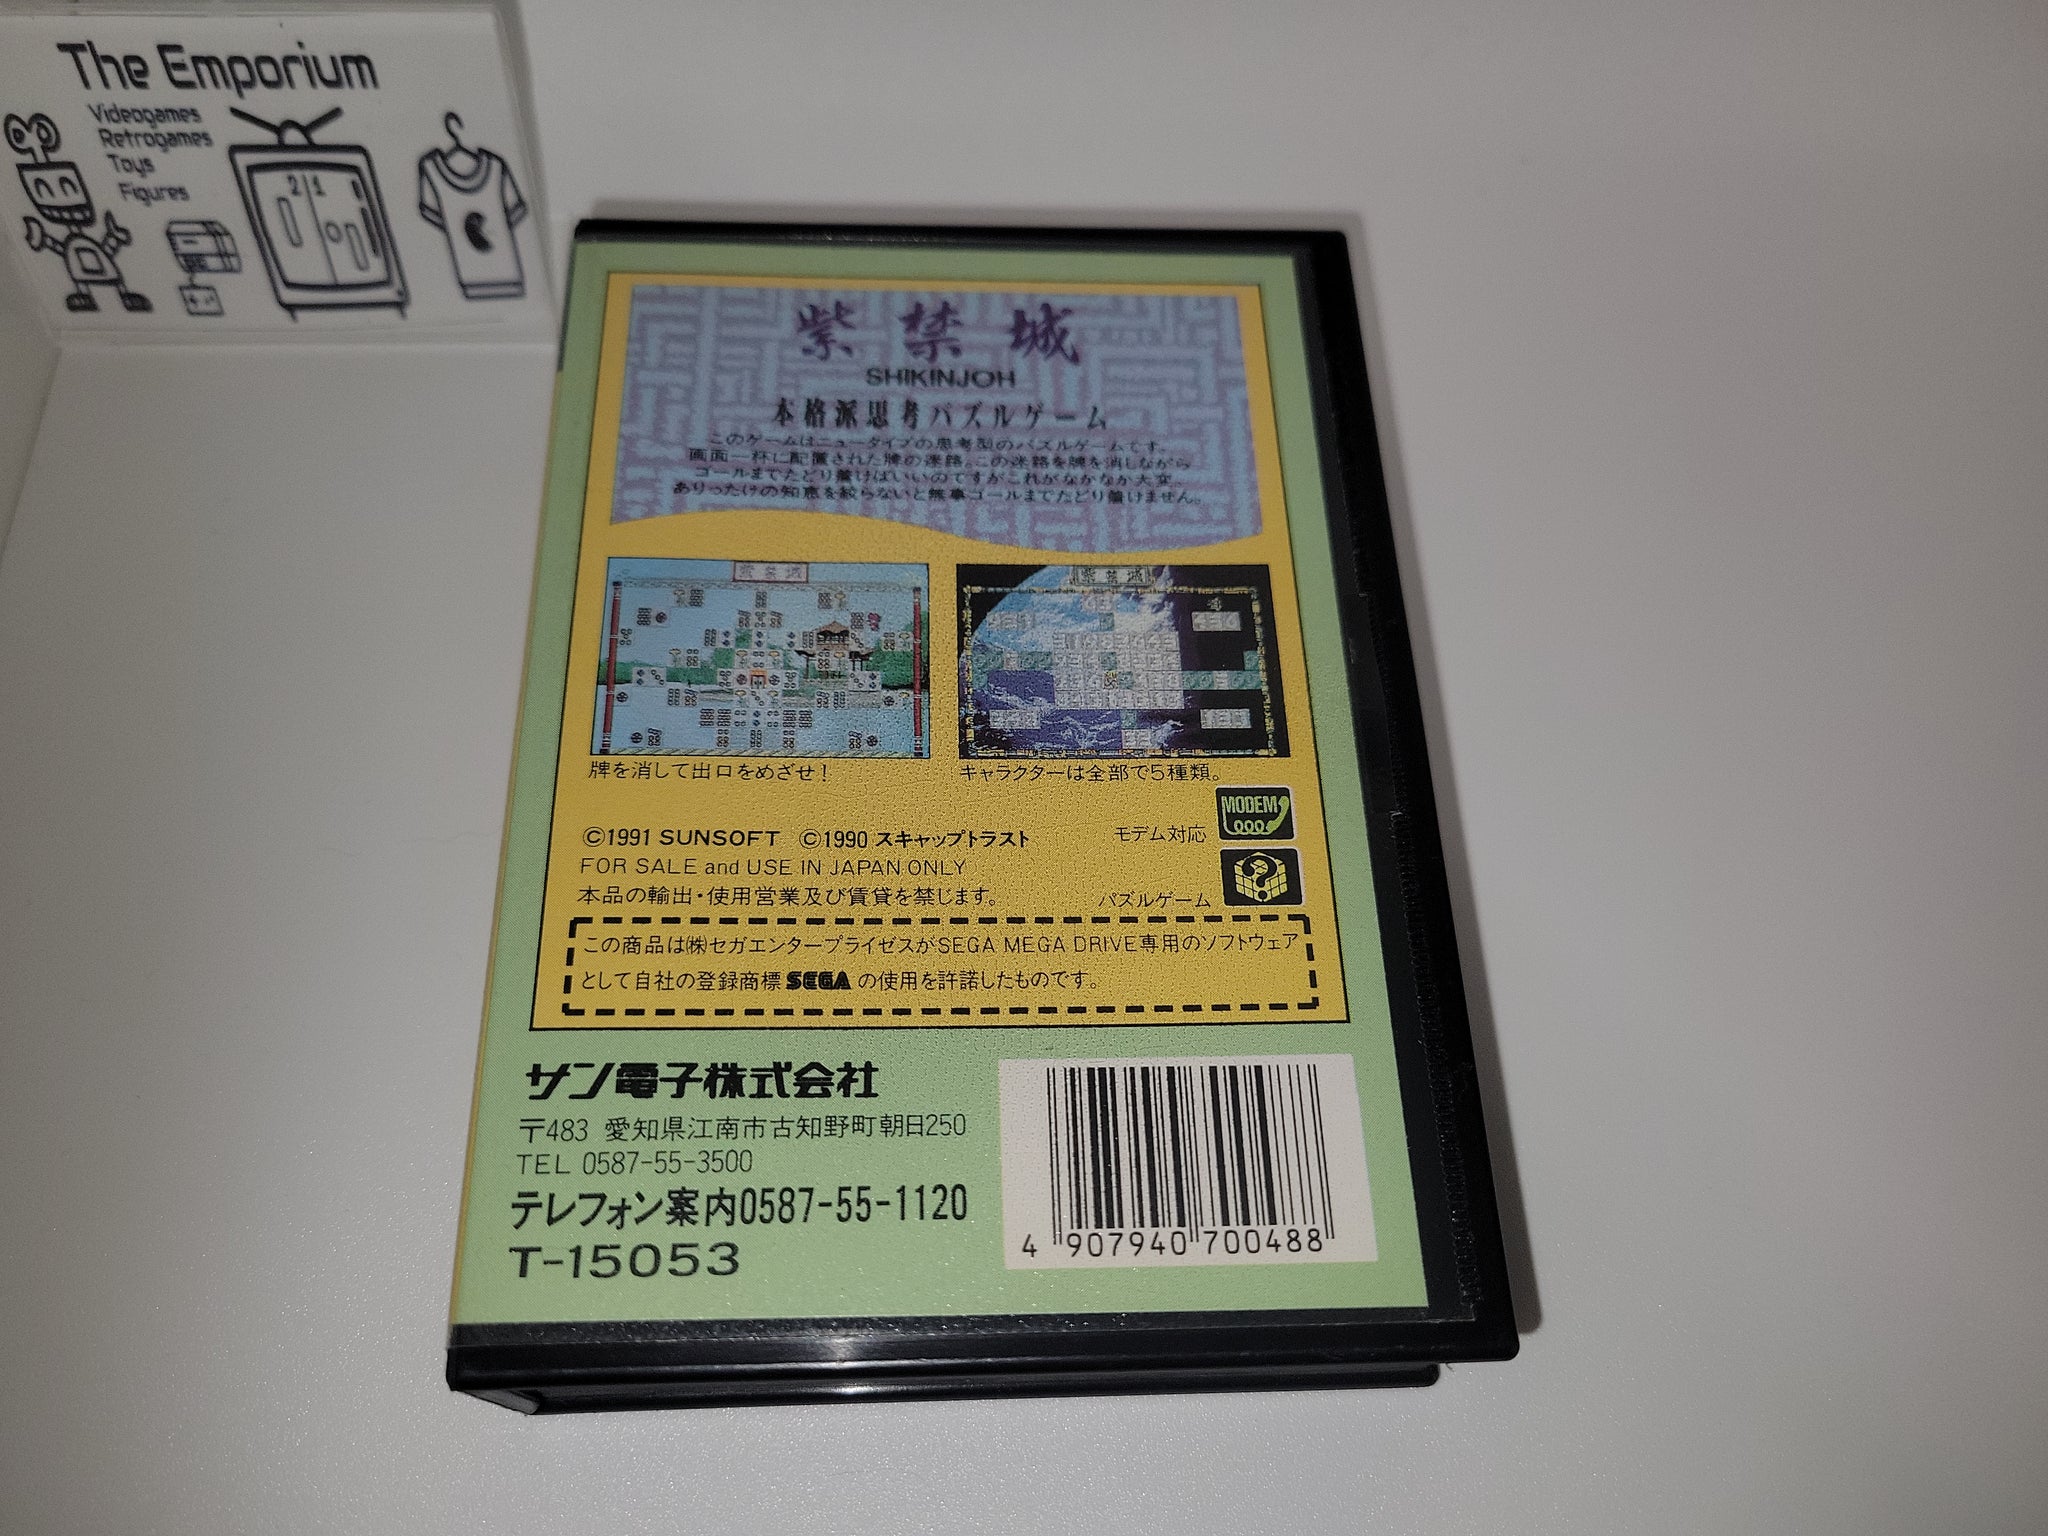 The Emporium
Videogames
Retrogames
Toys
Figures
21
紫禁城
SHIKINJOH
本格派思考パズルゲーム
このゲームはニュータイプの思考型のパズルゲームです。
画面一杯に配置された牌の迷路。この迷路を牌を消しながら
ゴールまでたどり着けばいいのですがこれがなかなか大変。
ありったけの知恵を絞らないと無事ゴールまでたどり着けません。
紫禁城
紫禁城
牌を消して出口をめざせ!
キャラクターは全部で5種類。
MODEM
モデム対応
©1991 SUNSOFT ©1990 スキャップトラスト
FOR SALE and USE IN JAPAN ONLY
本品の輸出・使用営業及び賃貸を禁じます。
パズルゲーム
?
この商品は㈱セガエンタープライゼスがSEGA MEGA DRIVE専用のソフトウェア
として自社の登録商標SEGAの使用を許諾したものです。
サン電子株式会社
〒483 愛知県江南市古知野町朝日250
TEL 0587-55-3500
テレフォン案内0587-55-1120
T-15053
4 907940 700488